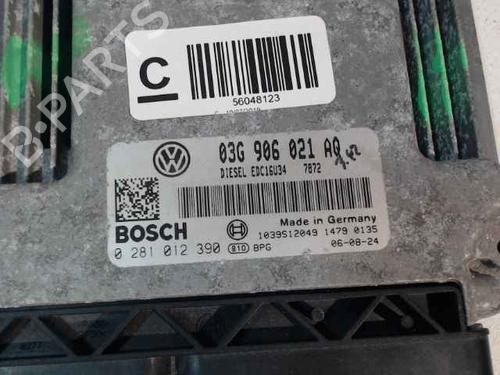 C
56048123
03G 906 021 AQ
DIESEL EDC16U34 7872
BOSCH
Made in Germany
1039S12049 1479 0135
0 281 012 390 810 BPG 06-08-24
B-PARTS